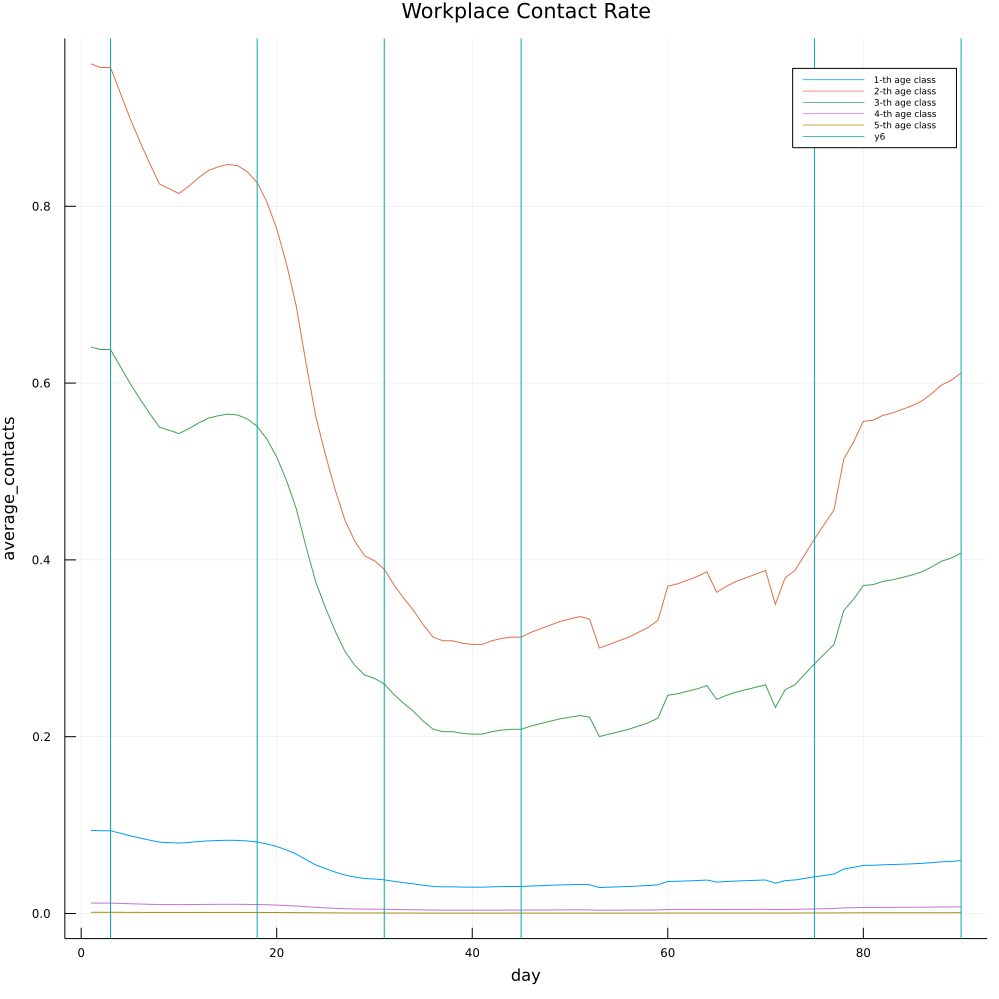 Workplace Contact Rate
1-th age class
2-th age class
3-th age class
4-th age class
5-th age class
y6
average_contacts
0.8
0.6
0.4
0.2
0.0
0 20 40 60 80
day